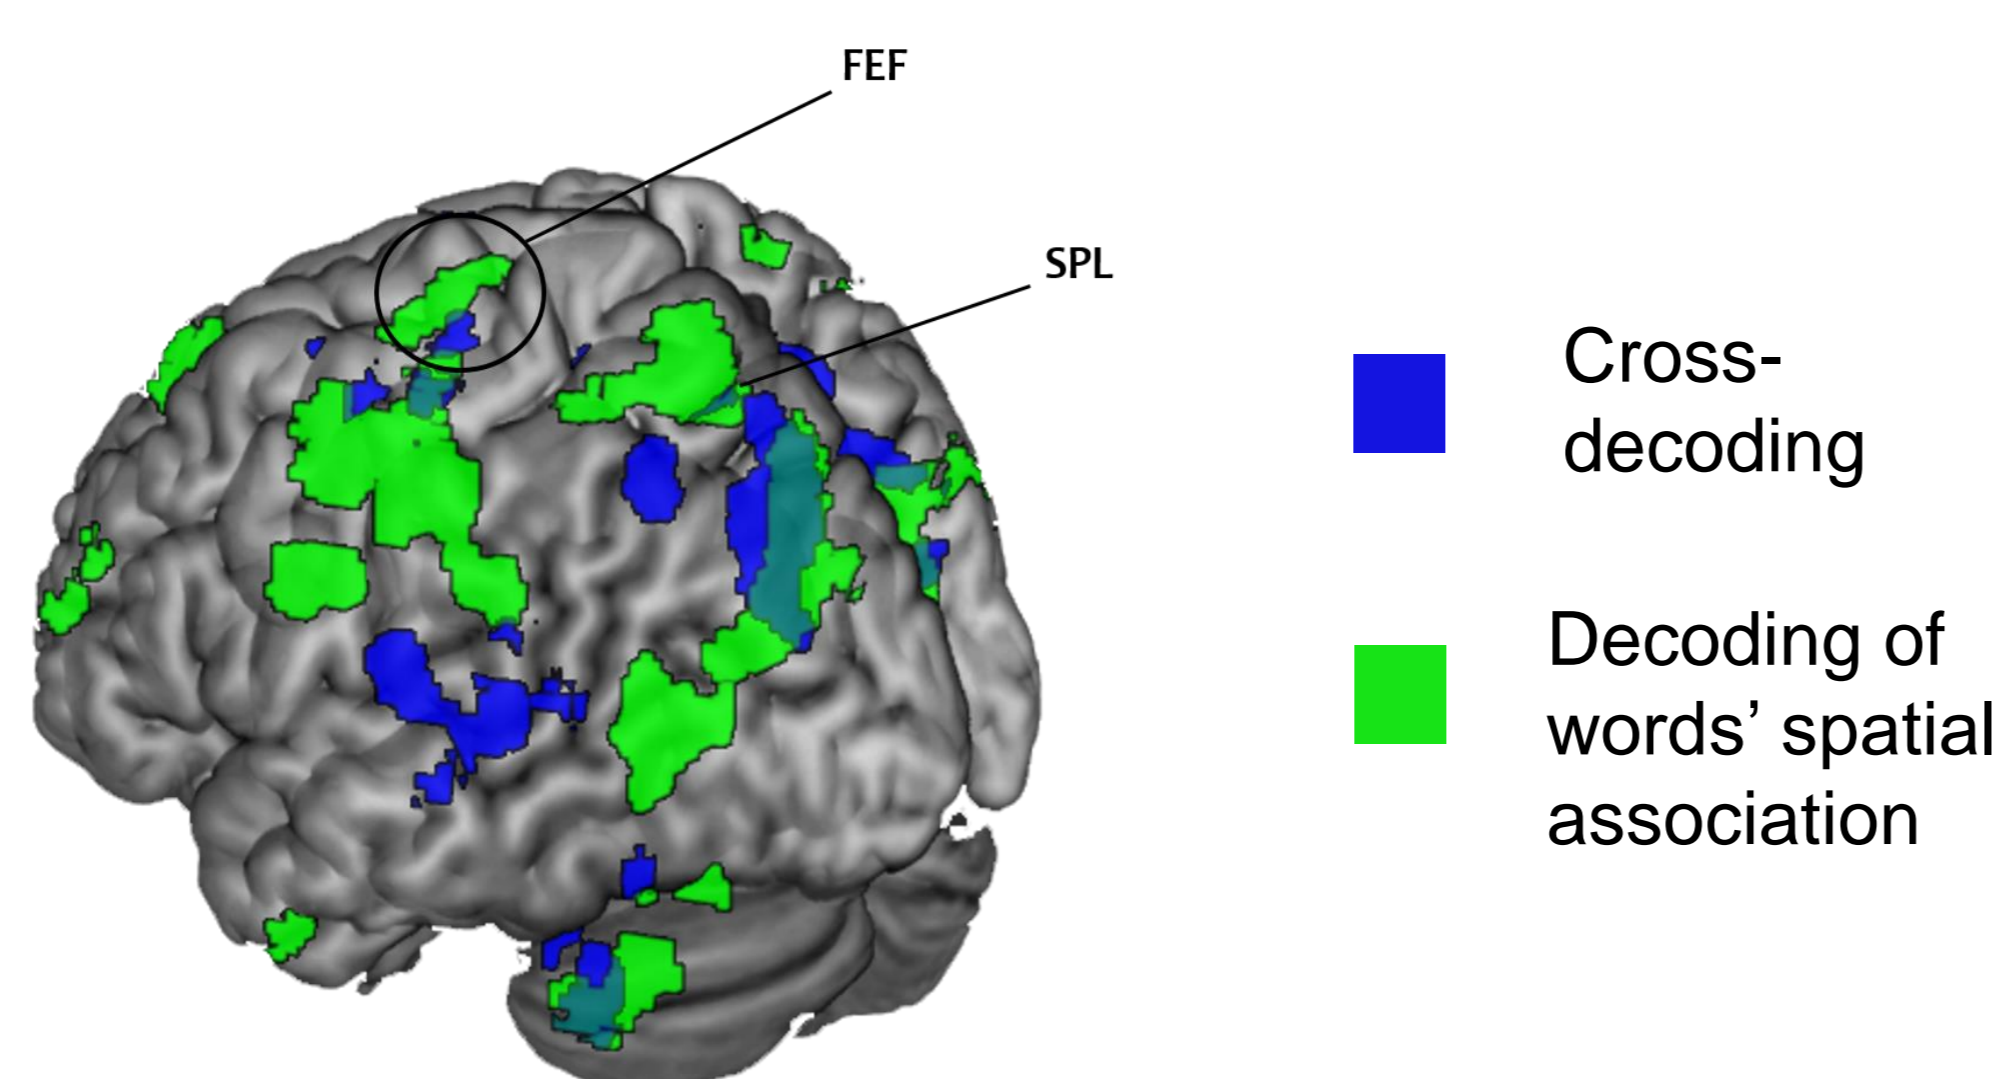 FEF
SPL
Cross-
decoding
Decoding of
words’ spatial
association